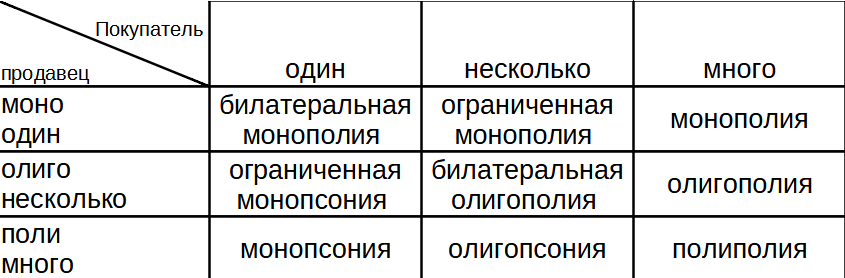 Покупатель
продавец
один
несколько
много
моно
один
билатеральная
монополия
ограниченная
монополия
монополия
олиго
несколько
ограниченная
монопсония
билатеральная
олигополия
олигополия
поли
много
монопсония
олигопсония
полиполия